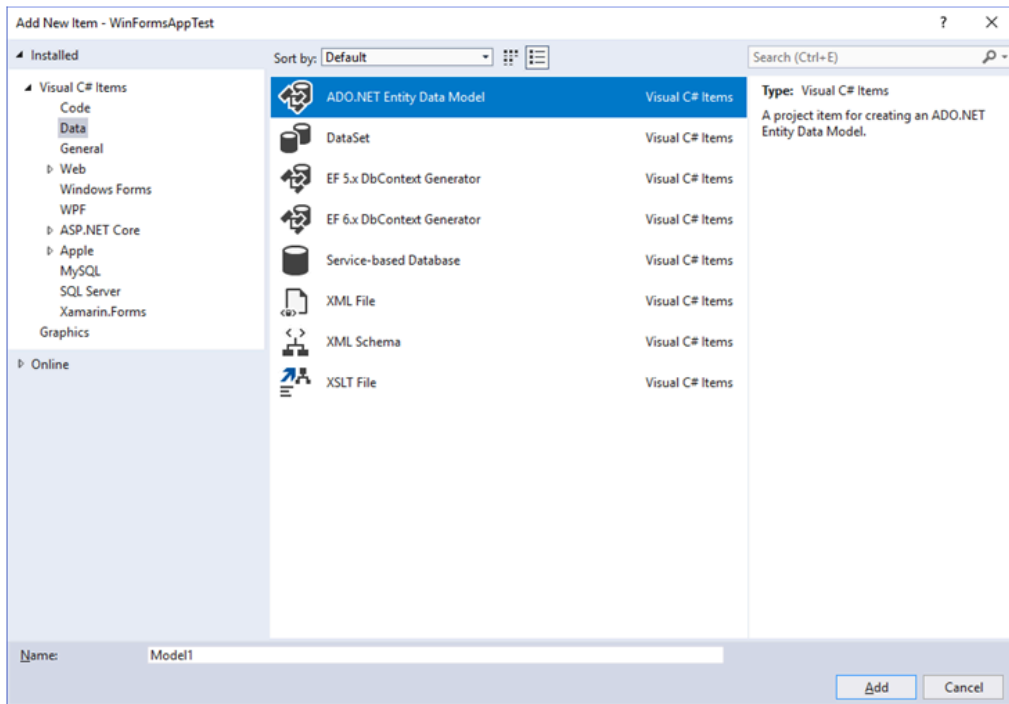 Add New Item - WinFormsAppTest
?
Installed
Sort by: Default
Search (Ctrl+E)
Visual C# Items
Code
Data
General
Web
Windows Forms
WPF
ASP.NET Core
Apple
MySQL
SQL Server
Xamarin.Forms
Graphics
Online
ADO.NET Entity Data Model Visual C# Items
DataSet Visual C# Items
EF 5.x DbContext Generator Visual C# Items
EF 6.x DbContext Generator Visual C# Items
Service-based Database Visual C# Items
XML File Visual C# Items
XML Schema Visual C# Items
XSLT File Visual C# Items
Type: Visual C# Items
A project item for creating an ADO.NET
Entity Data Model.
Name: Model1
Add Cancel